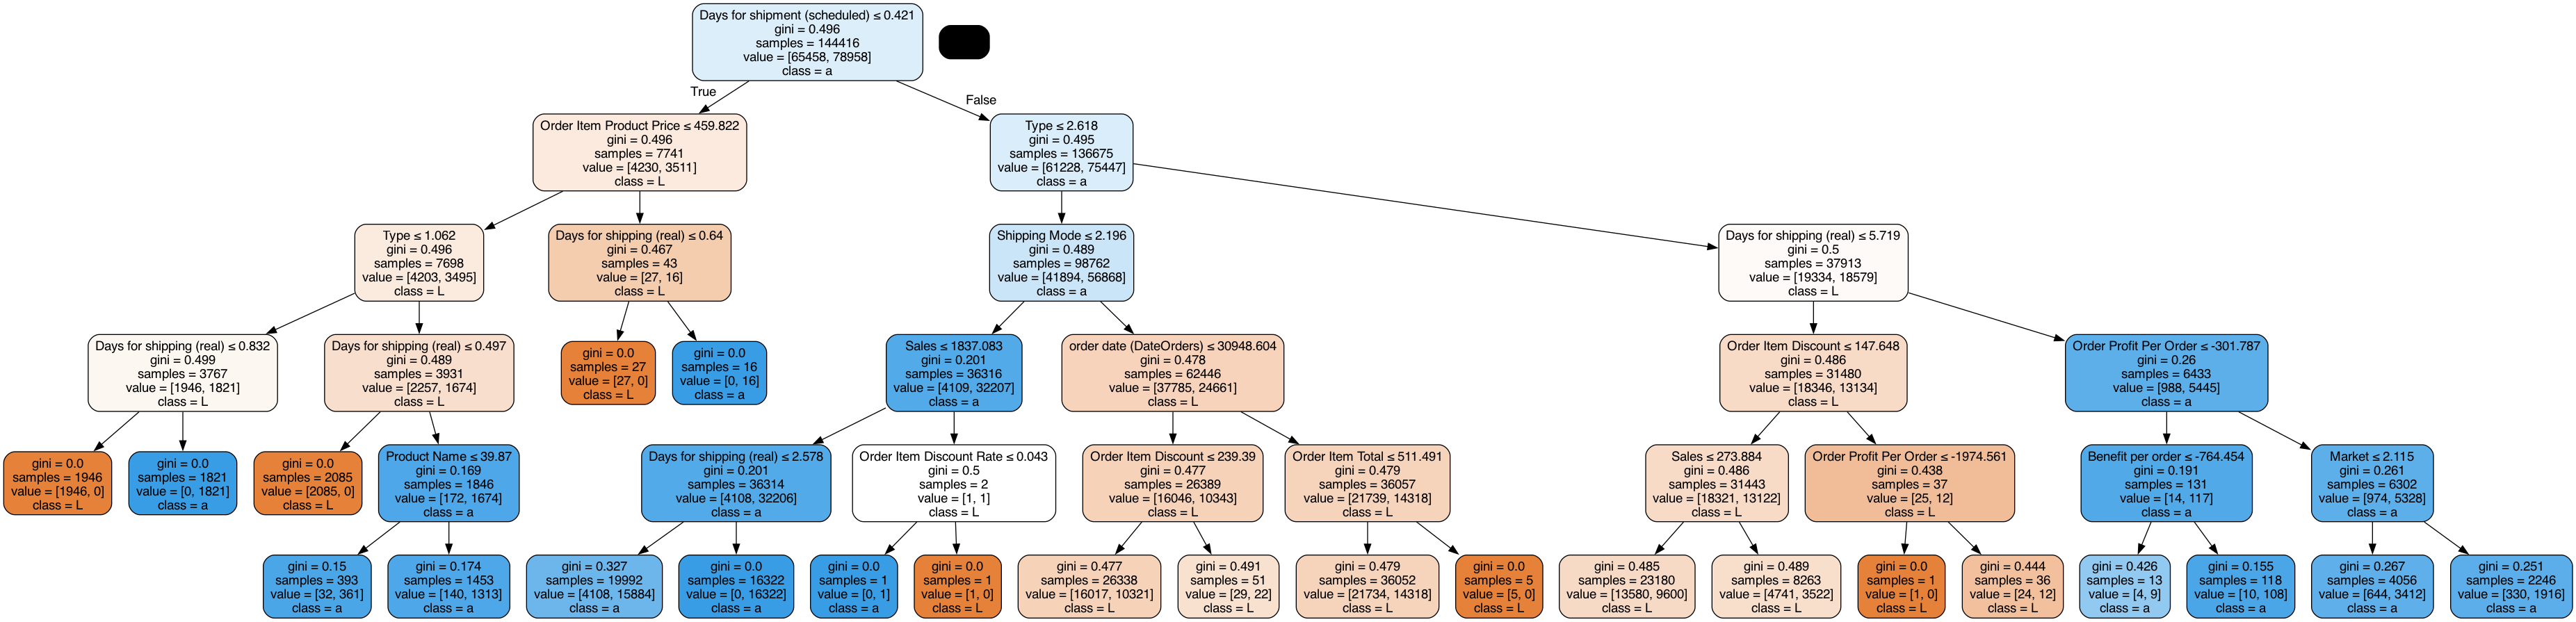 Days for shipment (scheduled) ≤ 0.421
gini = 0.496
samples = 144416
value = [65458, 78958]
class = a
True
False
Order Item Product Price ≤ 459.822
gini = 0.496
samples = 7741
value = [4230, 3511]
class = L
Type ≤ 2.618
gini = 0.495
samples = 136675
value = [61228, 75447]
class = a
Type ≤ 1.062
gini = 0.496
samples = 7698
value = [4203, 3495]
class = L
Days for shipping (real) ≤ 0.64
gini = 0.467
samples = 43
value = [27, 16]
class = L
Shipping Mode ≤ 2.196
gini = 0.489
samples = 98762
value = [41894, 56868]
class = a
Days for shipping (real) ≤ 5.719
gini = 0.5
samples = 37913
value = [19334, 18579]
class = L
Days for shipping (real) ≤ 0.832
gini = 0.499
samples = 3767
value = [1946, 1821]
class = L
Days for shipping (real) ≤ 0.497
gini = 0.489
samples = 3931
value = [2257, 1674]
class = L
gini = 0.0
samples = 27
value = [27, 0]
class = L
gini = 0.0
samples = 16
value = [0, 16]
class = a
Sales ≤ 1837.083
gini = 0.201
samples = 36316
value = [4109, 32207]
class = a
order date (DateOrders) ≤ 30948.604
gini = 0.478
samples = 62446
value = [37785, 24661]
class = L
Order Item Discount ≤ 147.648
gini = 0.486
samples = 31480
value = [18346, 13134]
class = L
Order Profit Per Order ≤ -301.787
gini = 0.26
samples = 6433
value = [988, 5445]
class = a
gini = 0.0
samples = 1946
value = [1946, 0]
class = L
gini = 0.0
samples = 1821
value = [0, 1821]
class = a
gini = 0.0
samples = 2085
value = [2085, 0]
class = L
Product Name ≤ 39.87
gini = 0.169
samples = 1846
value = [172, 1674]
class = a
Days for shipping (real) ≤ 2.578
gini = 0.201
samples = 36314
value = [4108, 32206]
class = a
Order Item Discount Rate ≤ 0.043
gini = 0.5
samples = 2
value = [1, 1]
class = L
Order Item Discount ≤ 239.39
gini = 0.477
samples = 26389
value = [16046, 10343]
class = L
Order Item Total ≤ 511.491
gini = 0.479
samples = 36057
value = [21739, 14318]
class = L
Sales ≤ 273.884
gini = 0.486
samples = 31443
value = [18321, 13122]
class = L
Order Profit Per Order ≤ -1974.561
gini = 0.438
samples = 37
value = [25, 12]
class = L
Benefit per order ≤ -764.454
gini = 0.191
samples = 131
value = [14, 117]
class = a
Market ≤ 2.115
gini = 0.261
samples = 6302
value = [974, 5328]
class = a
gini = 0.15
samples = 393
value = [32, 361]
class = a
gini = 0.174
samples = 1453
value = [140, 1313]
class = a
gini = 0.327
samples = 19992
value = [4108, 15884]
class = a
gini = 0.0
samples = 16322
value = [0, 16322]
class = a
gini = 0.0
samples = 1
value = [0, 1]
class = a
gini = 0.0
samples = 1
value = [1, 0]
class = L
gini = 0.477
samples = 26338
value = [16017, 10321]
class = L
gini = 0.491
samples = 51
value = [29, 22]
class = L
gini = 0.479
samples = 36052
value = [21734, 14318]
class = L
gini = 0.0
samples = 5
value = [5, 0]
class = L
gini = 0.485
samples = 23180
value = [13580, 9600]
class = L
gini = 0.489
samples = 8263
value = [4741, 3522]
class = L
gini = 0.0
samples = 1
value = [1, 0]
class = L
gini = 0.444
samples = 36
value = [24, 12]
class = L
gini = 0.426
samples = 13
value = [4, 9]
class = a
gini = 0.155
samples = 118
value = [10, 108]
class = a
gini = 0.267
samples = 4056
value = [644, 3412]
class = a
gini = 0.251
samples = 2246
value = [330, 1916]
class = a